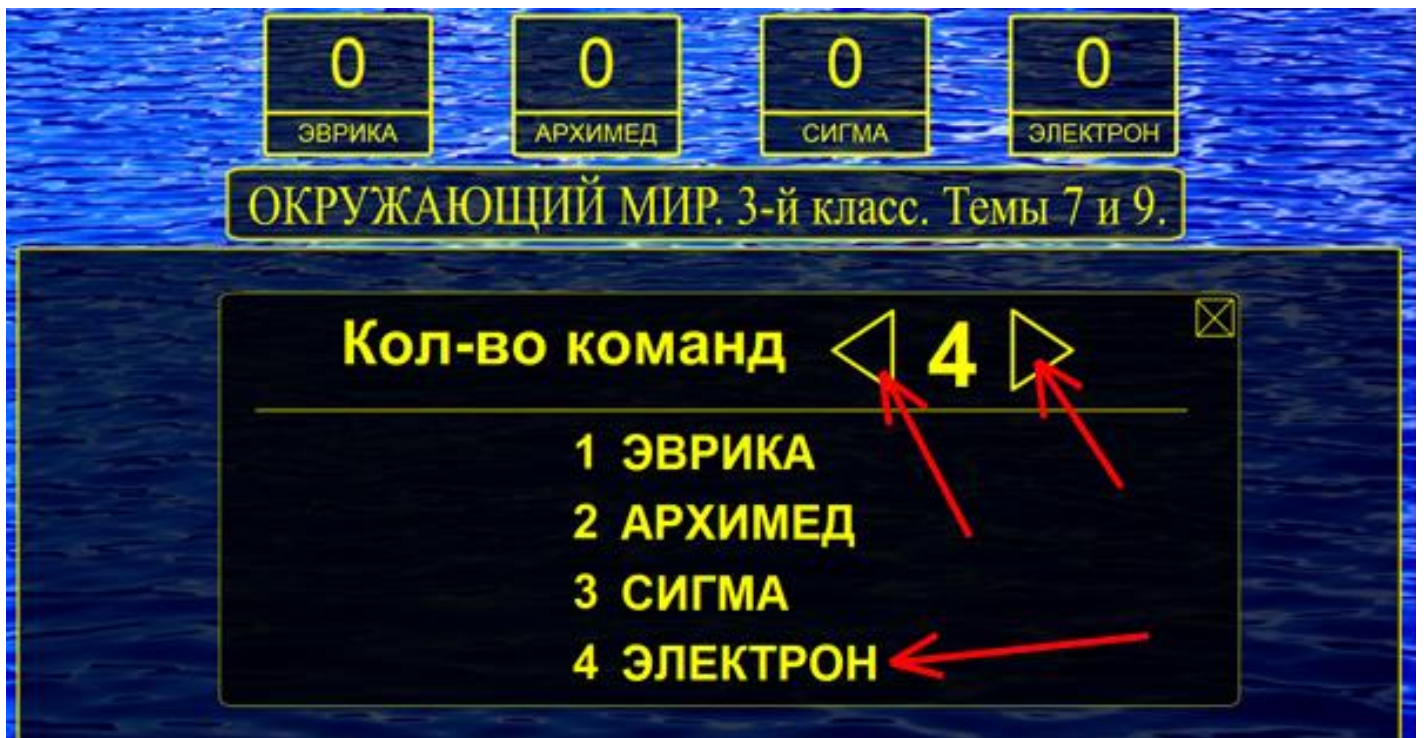 0 0 0 0
ЭВРИКА АРХИМЕД СИГМА ЭЛЕКТРОН
ОКРУЖАЮЩИЙ МИР. 3-й класс. Темы 7 и 9.
Кол-во команд 4
1 ЭВРИКА
2 АРХИМЕД
3 СИГМА
4 ЭЛЕКТРОН